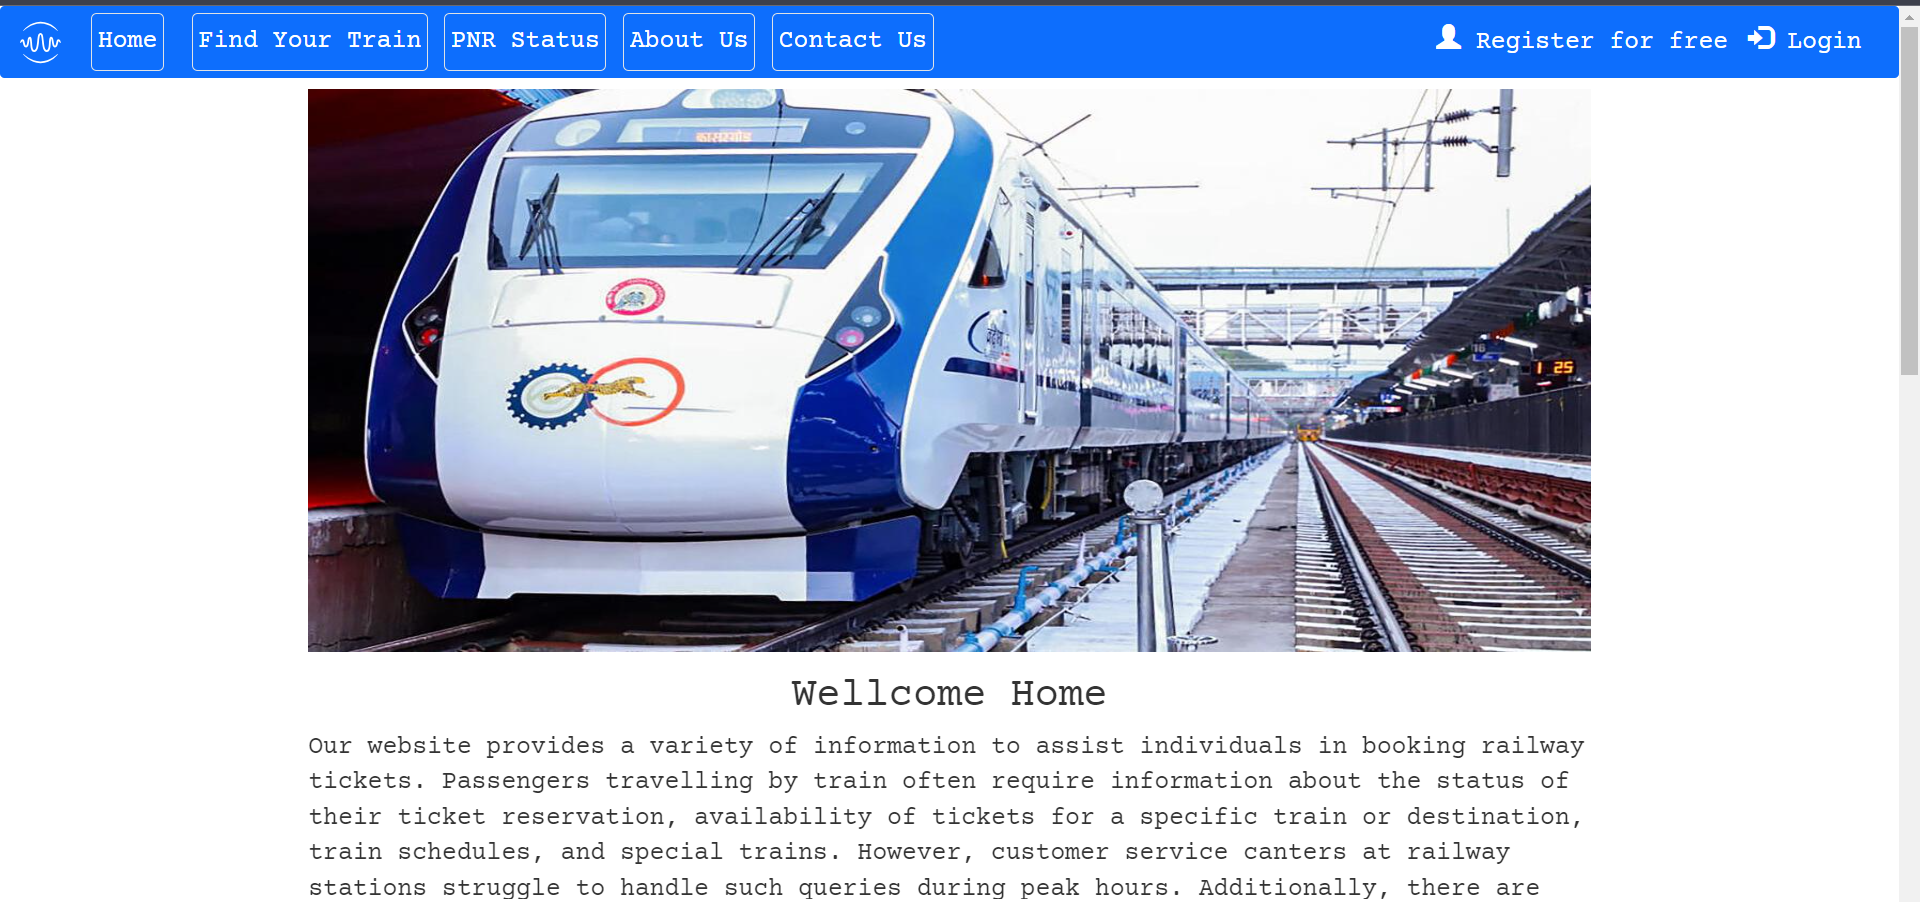 Home Find Your Train PNR Status About Us Contact Us Register for free Login
कासरगोड
16
1 25
Wellcome Home
Our website provides a variety of information to assist individuals in booking railway
tickets. Passengers travelling by train often require information about the status of
their ticket reservation, availability of tickets for a specific train or destination,
train schedules, and special trains. However, customer service canters at railway
stations struggle to handle such queries during peak hours. Additionally, there are